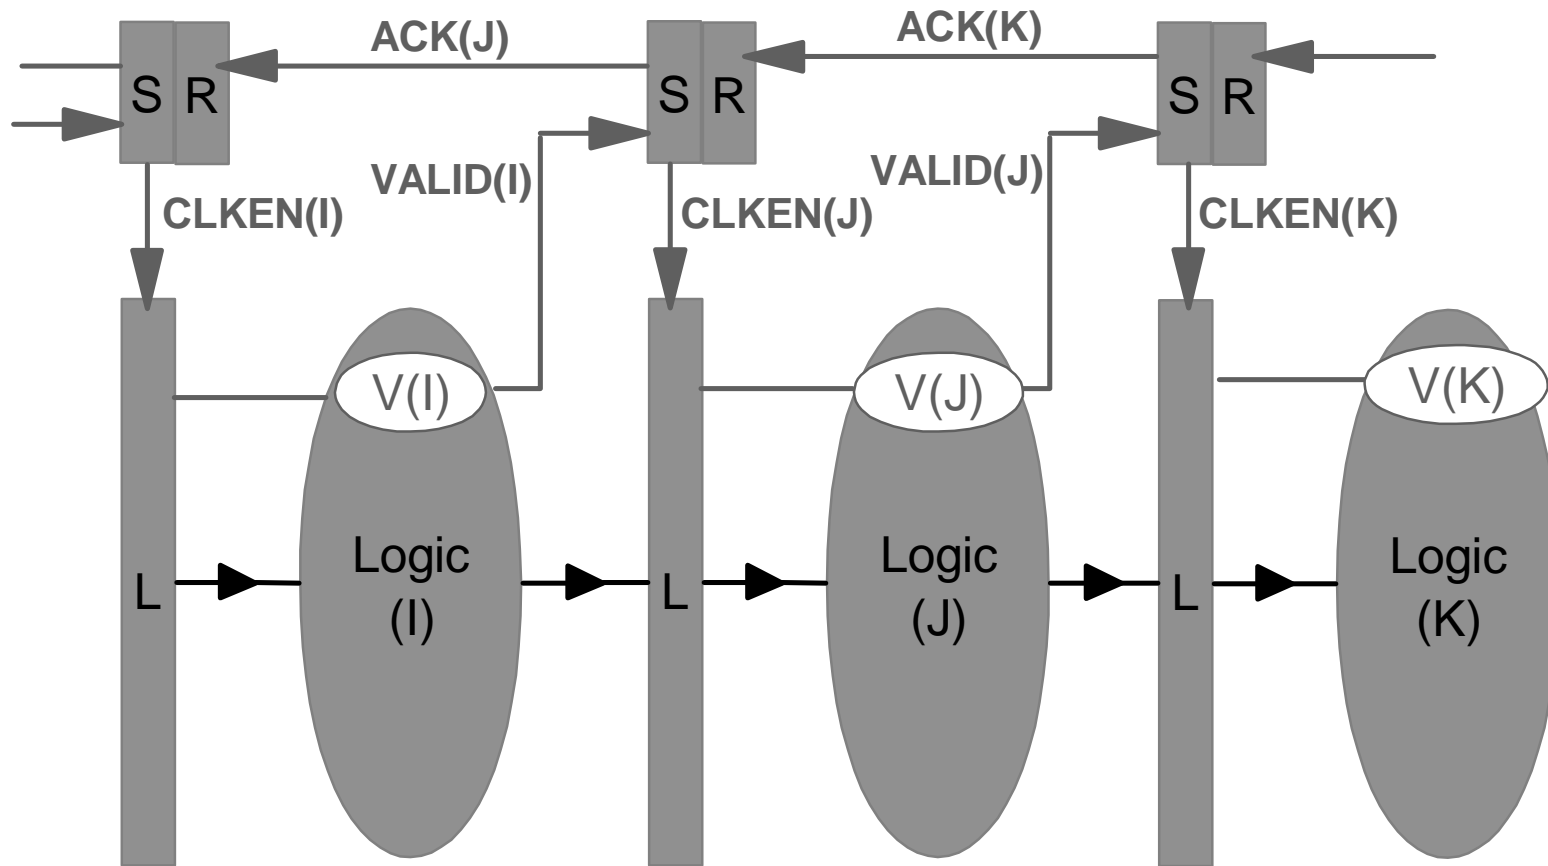 ACK(J)
ACK(K)
S R
S R
S R
VALID(I)
VALID(J)
CLKEN(I)
CLKEN(J)
CLKEN(K)
V(I)
V(J)
V(K)
L
Logic
(I)
L
Logic
(J)
L
Logic
(K)